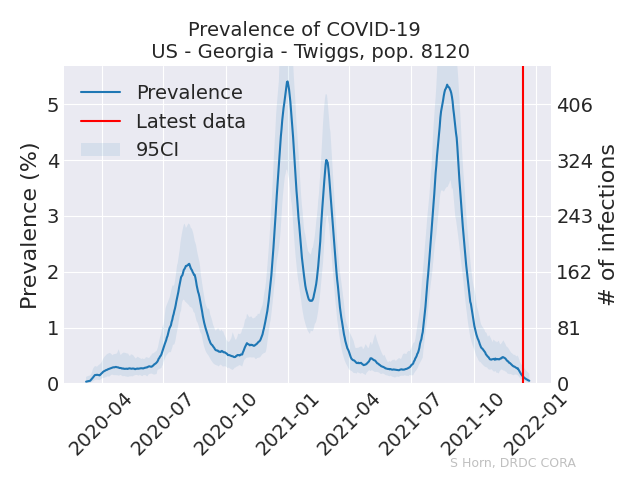 Prevalence of COVID-19
US - Georgia - Twiggs, pop. 8120
Prevalence
Latest data
95CI
Prevalence (%)
5
4
3
2
1
0
# of infections
406
324
243
162
81
0
2020-04
2020-07
2020-10
2021-01
2021-04
2021-07
2021-10
2022-01
S Horn, DRDC CORA